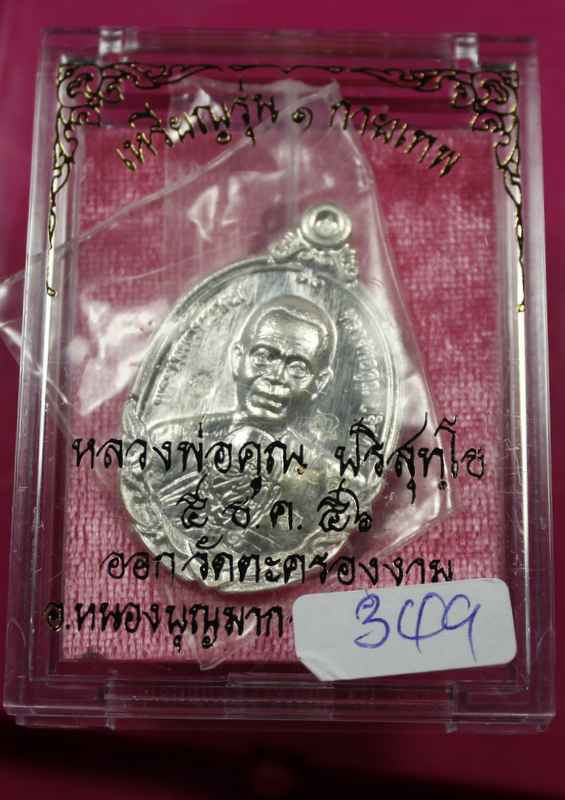 เหรียญรุ่น ๑ กายเทพ
หลวงพ่อคูณ ปริสุทฺโธ
๕ ธ.ค. ๕๖
ออก วัดตะครองงาม
อ.หนองบุญมาก
349